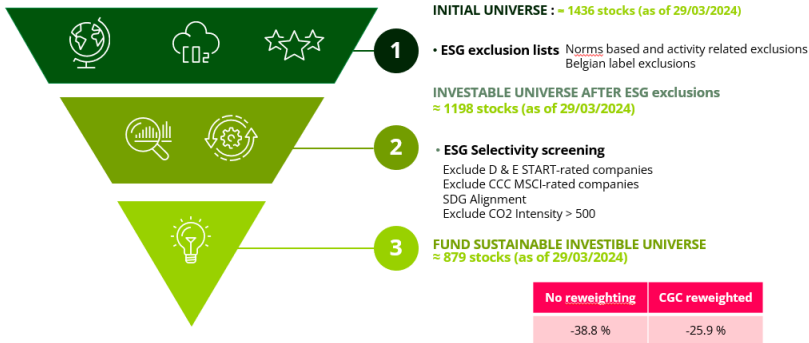 INITIAL UNIVERSE : ≈ 1436 stocks (as of 29/03/2024)
CO2
1
• ESG exclusion lists Norms based and activity related exclusions
Belgian label exclusions
INVESTABLE UNIVERSE AFTER ESG exclusions
≈ 1198 stocks (as of 29/03/2024)
2
• ESG Selectivity screening
Exclude D & E START-rated companies
Exclude CCC MSCI-rated companies
SDG Alignment
Exclude CO2 Intensity > 500
3
FUND SUSTAINABLE INVESTIBLE UNIVERSE
≈ 879 stocks (as of 29/03/2024)
No reweighting CGC reweighted
-38.8 % -25.9 %